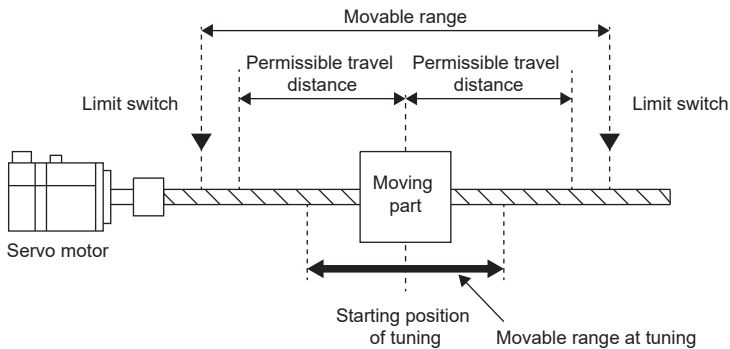 Movable range
Permissible travel
distance
Permissible travel
distance
Limit switch
Limit switch
Moving
part
Servo motor
Starting position
of tuning
Movable range at tuning